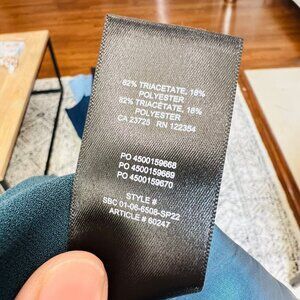 82% TRIACETATE, 18%
POLYESTER
82% TRIACÉTATE, 18%
POLYESTER
CA 23725 RN 122354
PO 4500159668
PO 4500159669
PO 4500159670
STYLE #
SBC 01-06-6508-SP22
ARTICLE # 60247